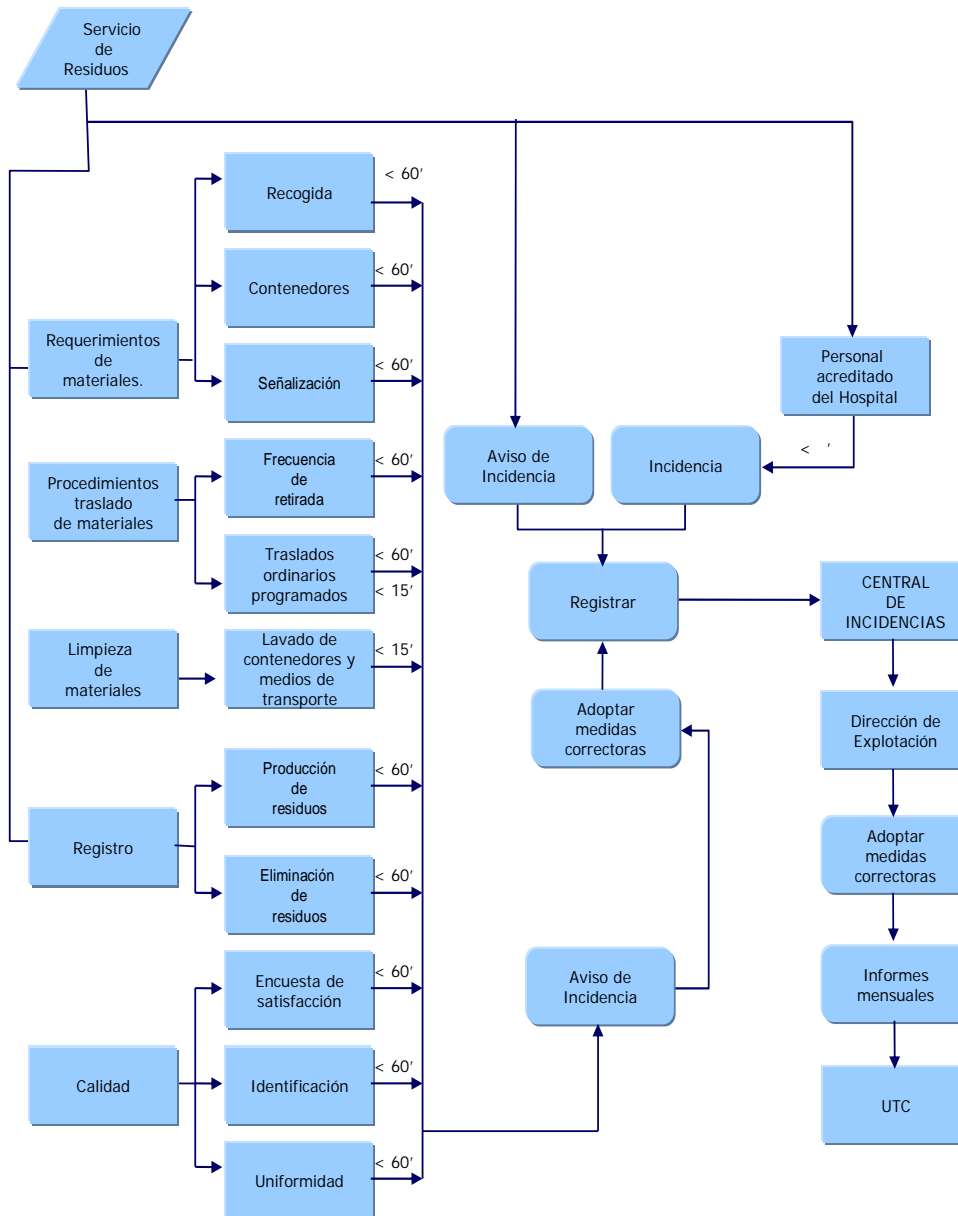 Servicio
de
Residuos
Recogida
< 60’
Contenedores
< 60’
Requerimientos
de
materiales.
Señalización
< 60’
Personal
acreditado
del Hospital
< ’
Aviso de
Incidencia
Incidencia
Procedimientos
traslado
de materiales
Frecuencia
de
retirada
< 60’
Traslados
ordinarios
programados
< 60’
< 15’
Registrar
CENTRAL
DE
INCIDENCIAS
Limpieza
de
materiales
Lavado de
contenedores y
medios de
transporte
< 15’
Adoptar
medidas
correctoras
Dirección de
Explotación
Producción
de
residuos
< 60’
Registro
Eliminación
de
residuos
< 60’
Adoptar
medidas
correctoras
Encuesta de
satisfacción
< 60’
Aviso de
Incidencia
Informes
mensuales
Calidad
Identificación
< 60’
UTC
Uniformidad
< 60’